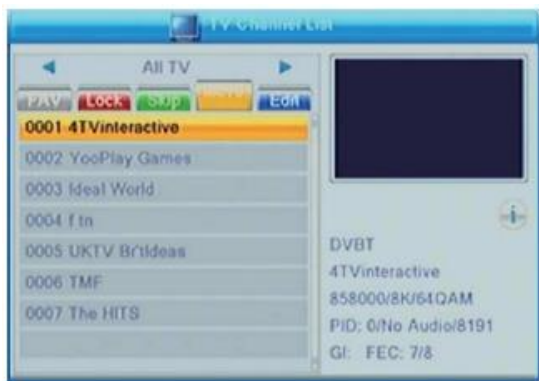 TV Channel List
All TV
FAV Lock Skip Edit
0001 4TVinteractive
0002 YooPlay Games
0003 Ideal World
0004 f tn
0005 UKTV BrtIdeas
0006 TMF
0007 The HITS
DVBT
4TVinteractive
858000/8K/64QAM
PID: 0/No Audio/8191
GI: FEC: 7/8